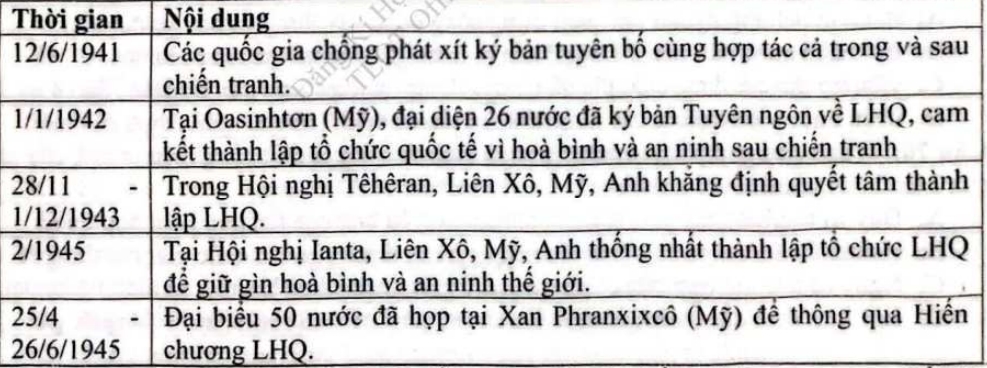 Thời gian Nội dung
12/6/1941 Các quốc gia chống phát xít ký bản tuyên bố cùng hợp tác cả trong và sau
chiến tranh.
1/1/1942 Tại Oasinhtơn (Mỹ), đại diện 26 nước đã ký bản Tuyên ngôn về LHQ, cam
kết thành lập tổ chức quốc tế vì hoà bình và an ninh sau chiến tranh
28/11 - Trong Hội nghị Têhêran, Liên Xô, Mỹ, Anh khẳng định quyết tâm thành
1/12/1943 lập LHQ.
2/1945 Tại Hội nghị Ianta, Liên Xô, Mỹ, Anh thống nhất thành lập tổ chức LHQ
để giữ gìn hoà bình và an ninh thế giới.
25/4 - Đại biểu 50 nước đã họp tại Xan Phranxixcô (Mỹ) để thông qua Hiến
26/6/1945 chương LHQ.